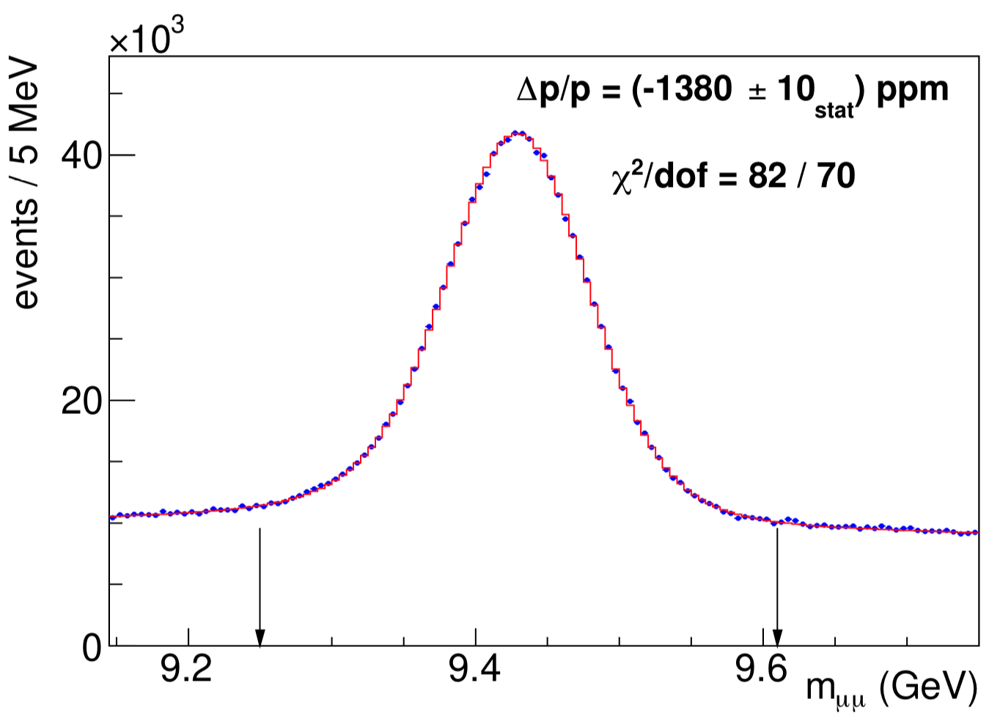 ×10³
events / 5 MeV
Δp/p = (-1380 ± 10stat) ppm
χ²/dof = 82 / 70
40
20
0
9.2 9.4 9.6
mμμ (GeV)